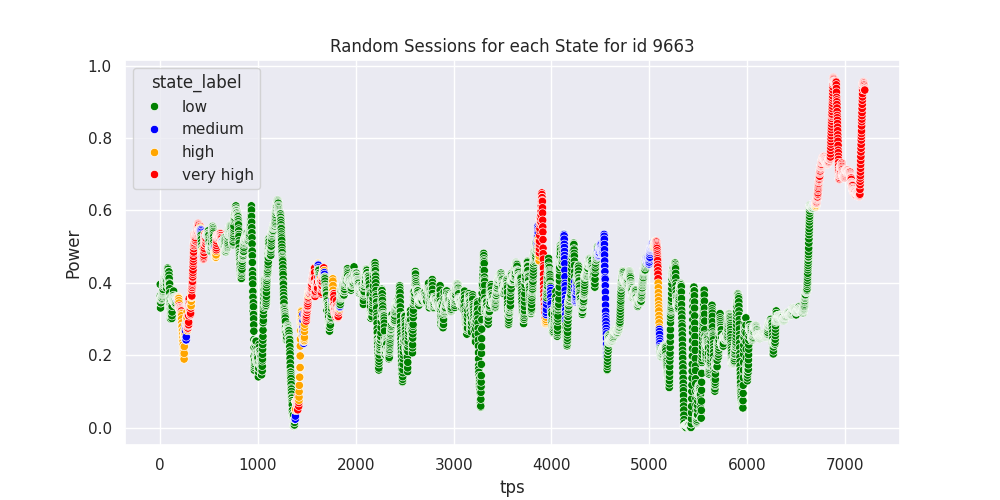 Random Sessions for each State for id 9663
Power
1.0
0.8
0.6
0.4
0.2
0.0
state_label
low
medium
high
very high
0 1000 2000 3000 4000 5000 6000 7000
tps